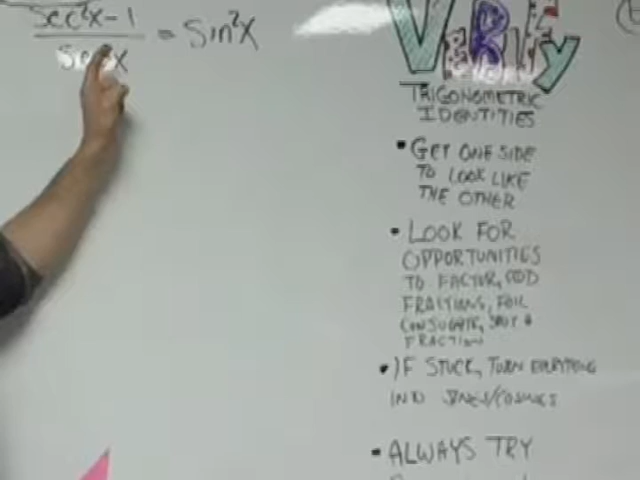 sec²x - 1
= sin²x
VERIFY
TRIGONOMETRIC
IDENTITIES
• GET ONE SIDE
TO LOOK LIKE
THE OTHER
• LOOK FOR
OPPORTUNITIES
TO FACTOR, ADD
FRACTIONS, FOIL
CONJUGATE, SPLIT A
FRACTION
• IF STUCK, TURN EVERYTHING
INTO SINES/COSINES
• ALWAYS TRY